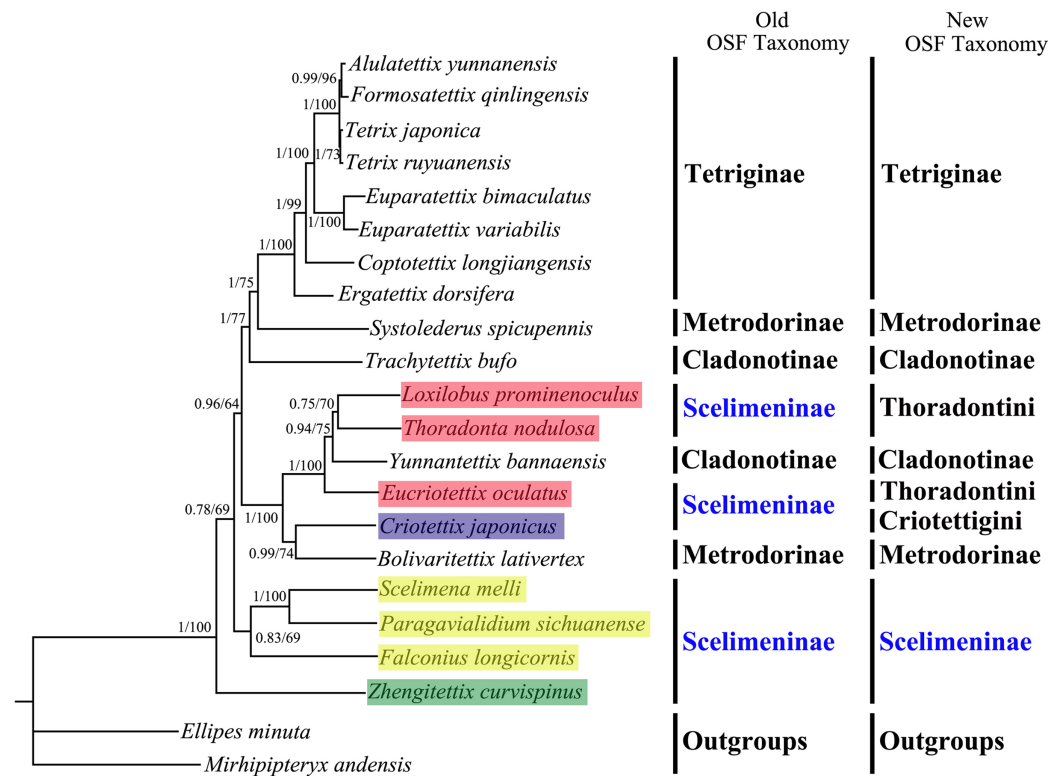 Old
OSF Taxonomy
New
OSF Taxonomy
Alulatettix yunnanensis
0.99/96
Formosatettix qinlingensis
1/100
Tetrix japonica
1/100
1/73
Tetrix ruyuanensis
Tetriginae
Tetriginae
Euparatettix bimaculatus
1/99
1/100
Euparatettix variabilis
1/100
Coptotettix longjiangensis
1/75
Ergatettix dorsifera
1/77
Systolederus spicupennis
Metrodorinae
Metrodorinae
Trachytettix bufo
Cladonotinae
Cladonotinae
0.75/70
Loxilobus prominenoculus
0.96/64
Scelimeninae
Thoradontini
0.94/75
Thoradonta nodulosa
Yunnantettix bannaensis
Cladonotinae
Cladonotinae
1/100
Eucriotettix oculatus
Thoradontini
0.78/69
Scelimeninae
1/100
Criotettix japonicus
Criotettigini
0.99/74
Bolivaritettix lativertex
Metrodorinae
Metrodorinae
1/100
Scelimena melli
1/100
Paragavialidium sichuanense
0.83/69
Scelimeninae
Scelimeninae
Falconius longicornis
Zhengitettix curvispinus
Ellipes minuta
Outgroups
Outgroups
Mirhipipteryx andensis